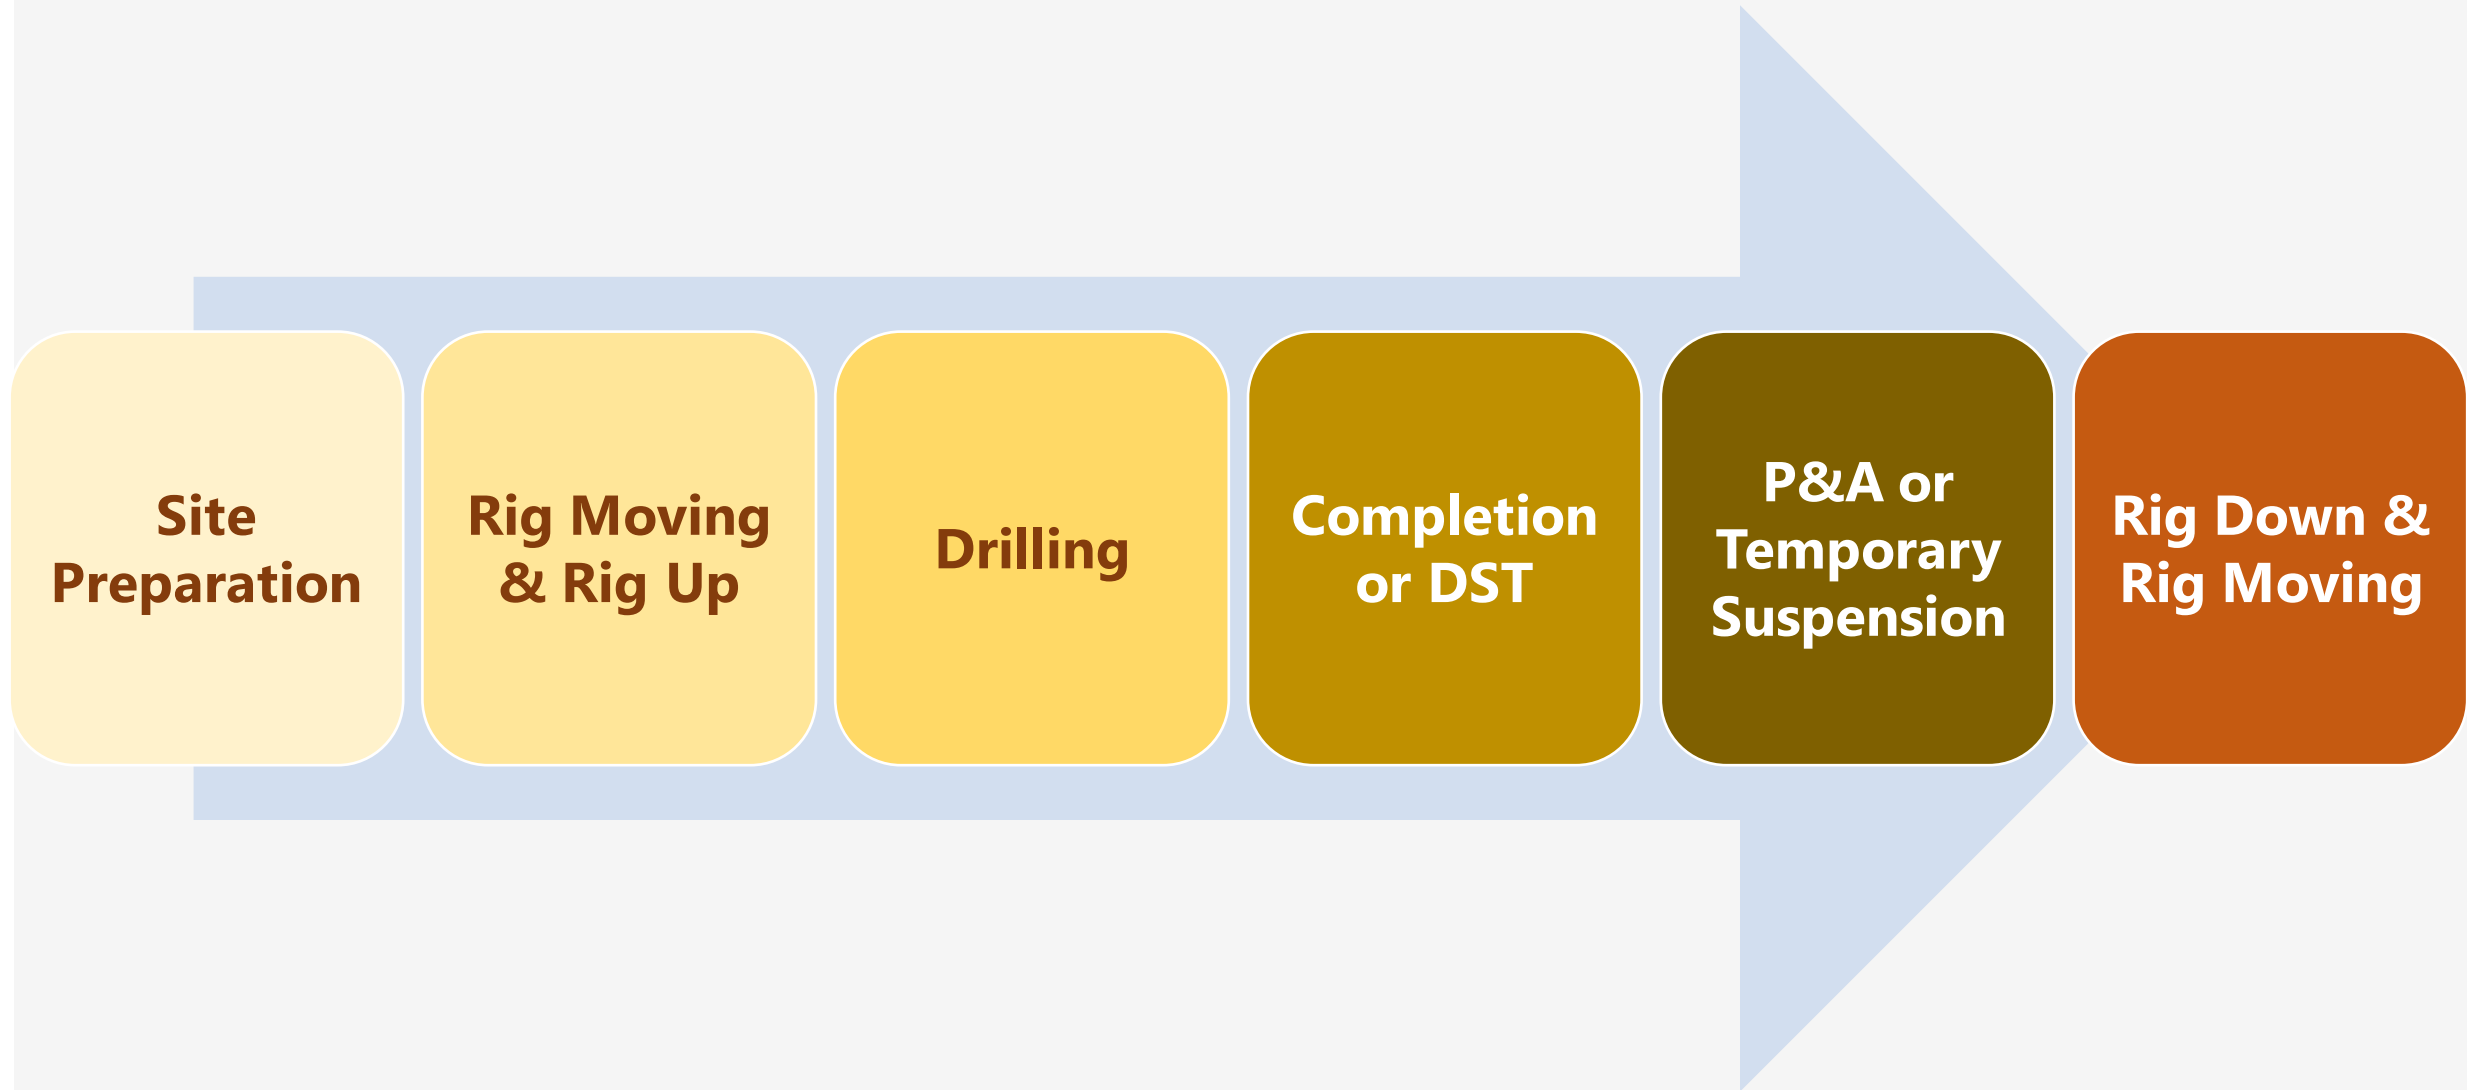 Site
Preparation
Rig Moving
& Rig Up
Drilling
Completion
or DST
P&A or
Temporary
Suspension
Rig Down &
Rig Moving